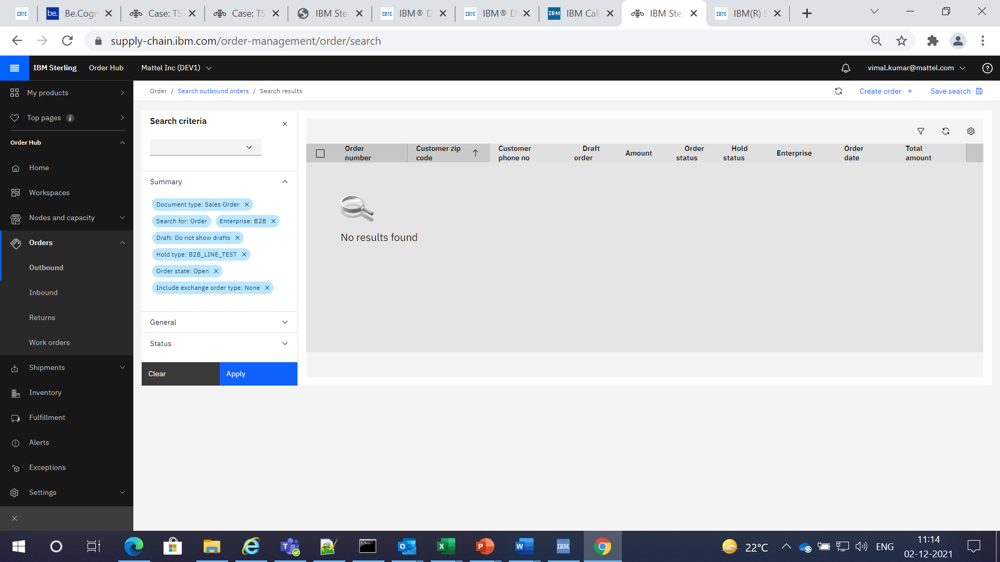 Be.Cogn
Case: TS
Case: TS
IBM Ster
IBM® D
IBM® D
IBM Call
IBM Ster
IBM(R) S
supply-chain.ibm.com/order-management/order/search
IBM Sterling Order Hub Mattel Inc (DEV1) vimal.kumar@mattel.com
My products
Top pages
Order Hub
Home
Workspaces
Nodes and capacity
Orders
Outbound
Inbound
Returns
Work orders
Shipments
Inventory
Fulfillment
Alerts
Exceptions
Settings
Order / Search outbound orders / Search results
Create order +
Save search
Search criteria
Summary
Document type: Sales Order
Search for: Order Enterprise: B2B
Draft: Do not show drafts
Hold type: B2B_LINE_TEST
Order state: Open
Include exchange order type: None
General
Status
Clear
Apply
Order number
Customer zip code
Customer phone no
Draft order
Amount
Order status
Hold status
Enterprise
Order date
Total amount
No results found
22°C
ENG
11:14
02-12-2021